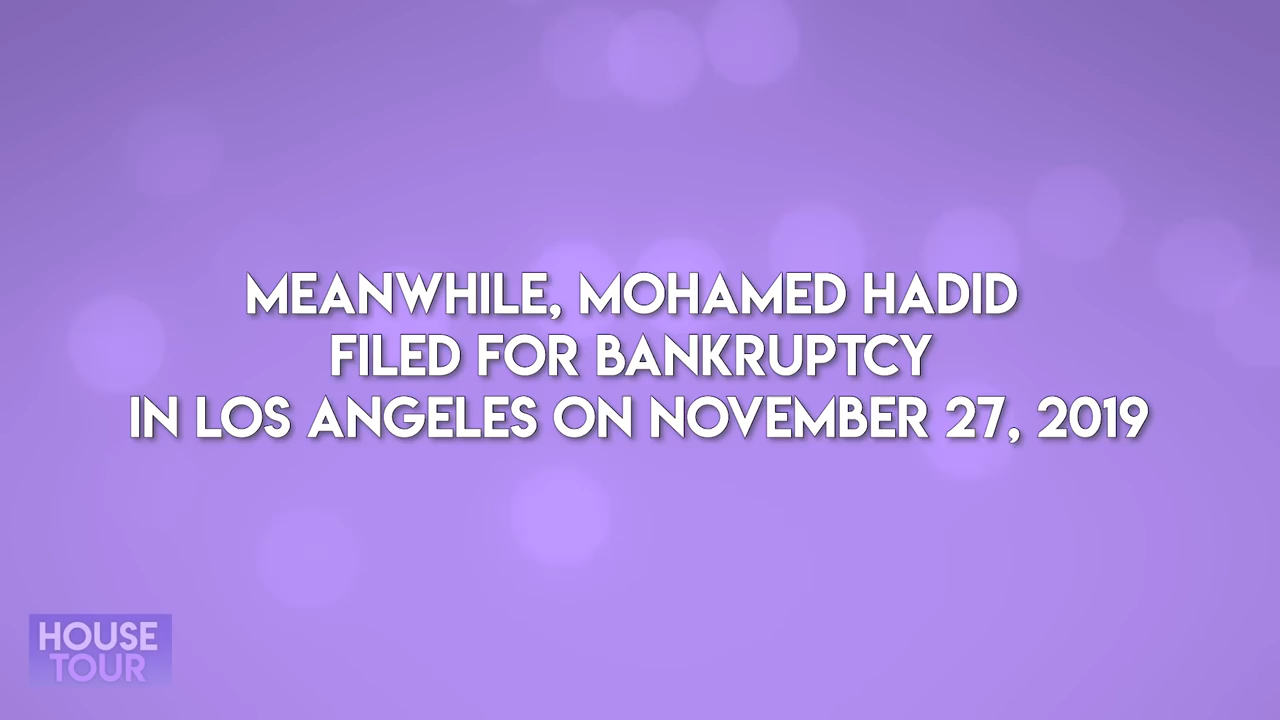 MEANWHILE, MOHAMED HADID
FILED FOR BANKRUPTCY
IN LOS ANGELES ON NOVEMBER 27, 2019
HOUSE
TOUR